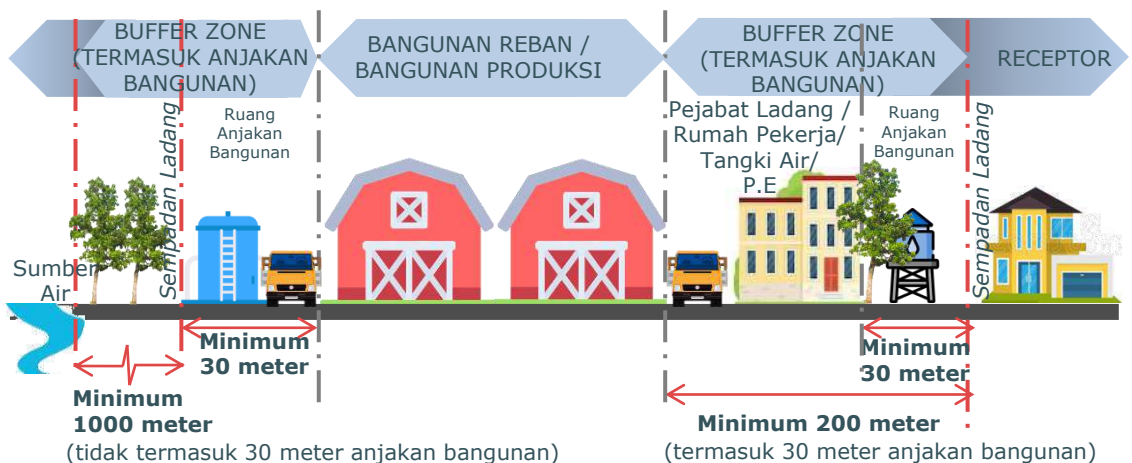 BUFFER ZONE
(TERMASUK ANJAKAN
BANGUNAN)
BANGUNAN REBAN /
BANGUNAN PRODUKSI
BUFFER ZONE
(TERMASUK ANJAKAN
BANGUNAN)
RECEPTOR
Sempadan Ladang
Ruang
Anjakan
Bangunan
Pejabat Ladang /
Rumah Pekerja/
Tangki Air/
P.E
Ruang
Anjakan
Bangunan
Sempadan Ladang
Sumber
Air
Minimum
30 meter
Minimum
30 meter
Minimum
1000 meter
(tidak termasuk 30 meter anjakan bangunan)
Minimum 200 meter
(termasuk 30 meter anjakan bangunan)